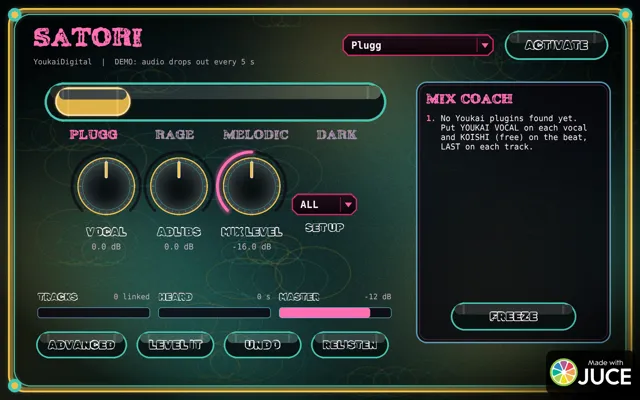 SATORI
YoukaiDigital | DEMO: audio drops out every 5 s
Plugg
ACTIVATE
PLUGG RAGE MELODIC DARK
VOCAL ADLIBS MIX LEVEL
0.0 dB 0.0 dB -16.0 dB
ALL
SETUP
TRACKS 0 linked HEARD 0 s MASTER -12 dB
ADVANCED LEVEL IT UNDO RELISTEN
MIX COACH
1. No Youkai plugins found yet.
Put YOUKAI VOCAL on each vocal
and KOISHI (free) on the beat,
LAST on each track.
FREEZE
Made with
JUCE